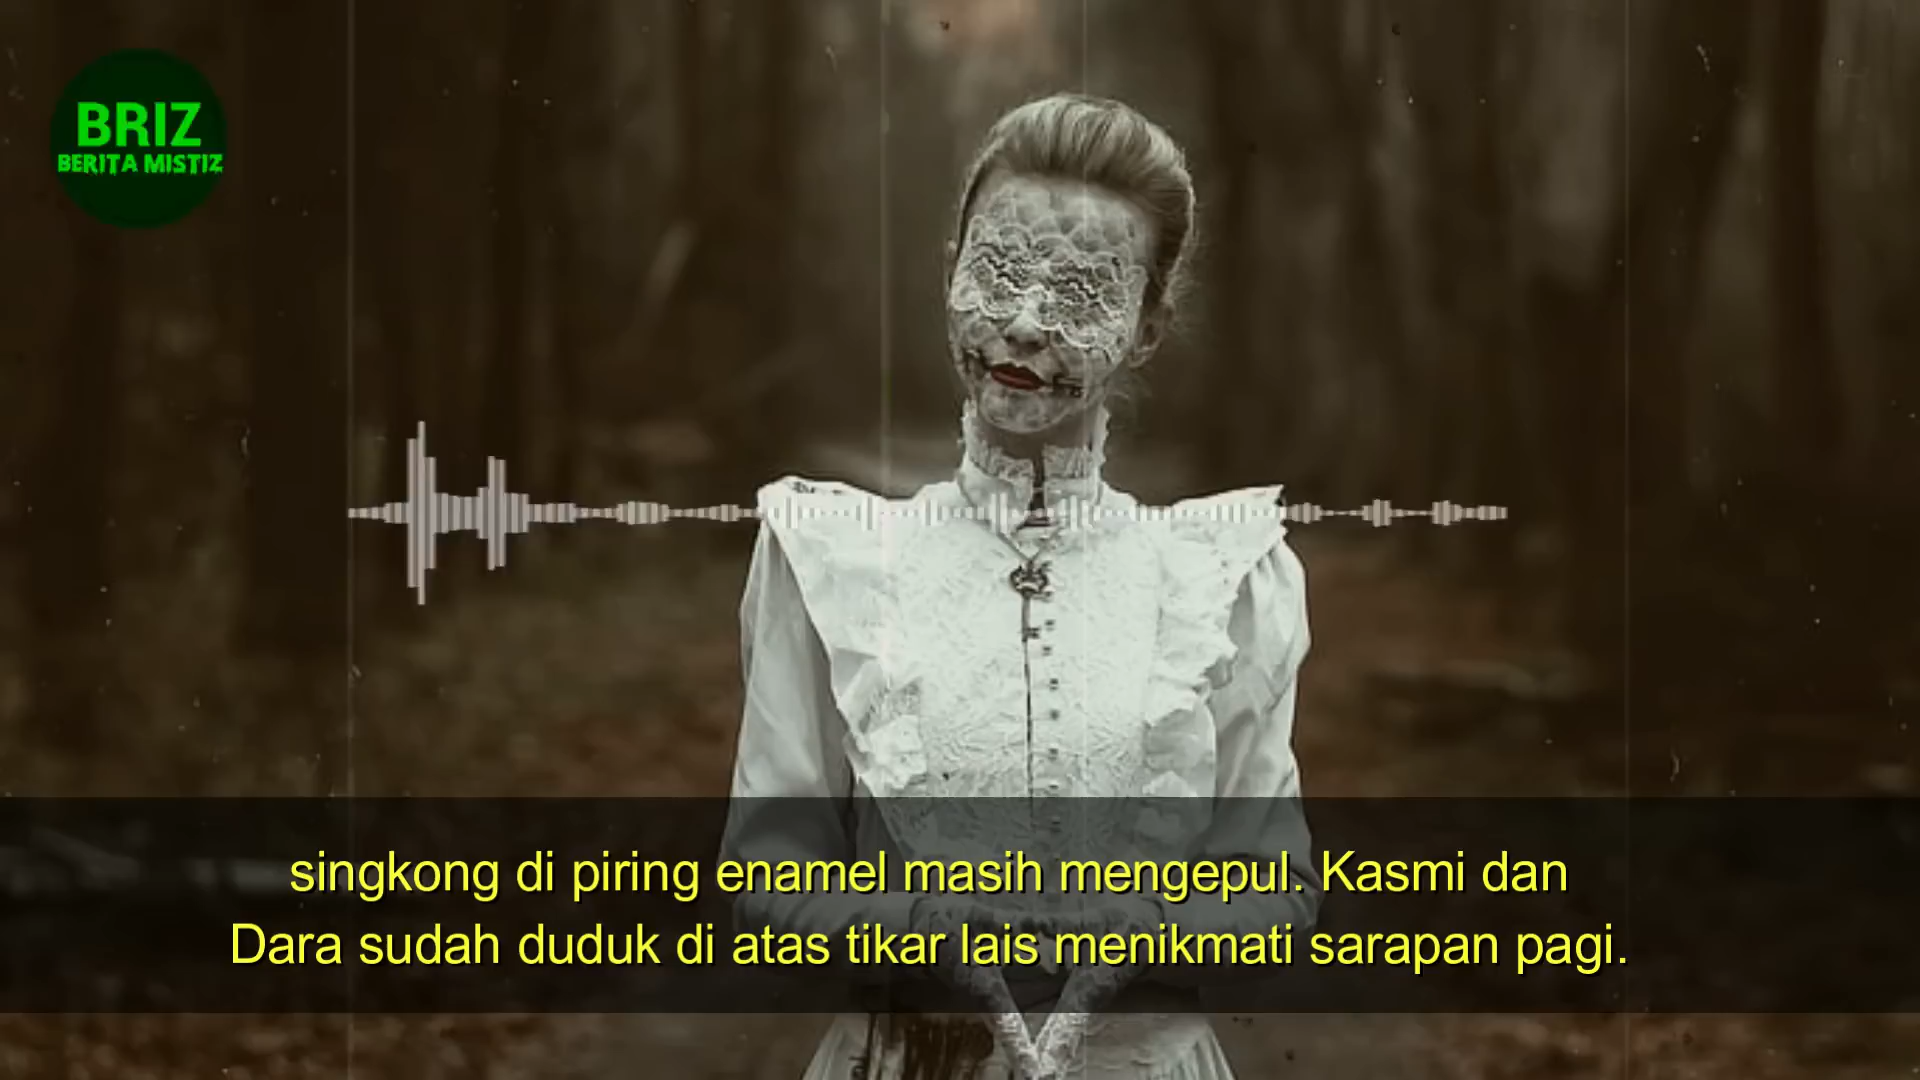 BRIZ
BERITA MISTIZ
singkong di piring enamel masih mengepul. Kasmi dan
Dara sudah duduk di atas tikar lais menikmati sarapan pagi.